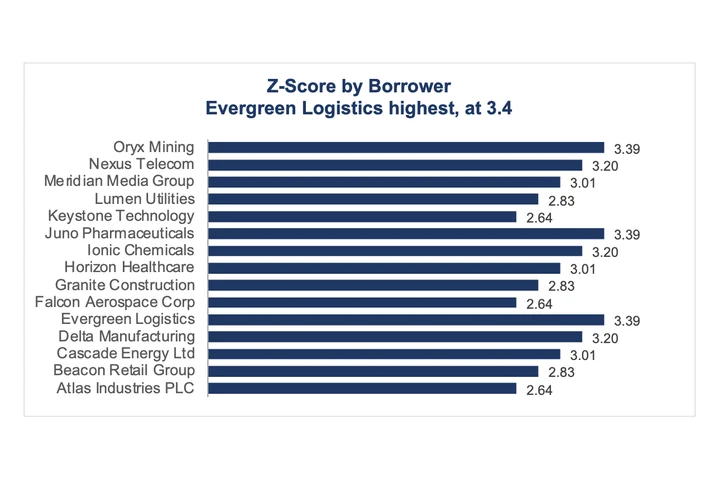 Z-Score by Borrower
Evergreen Logistics highest, at 3.4
Oryx Mining 3.39
Nexus Telecom 3.20
Meridian Media Group 3.01
Lumen Utilities 2.83
Keystone Technology 2.64
Juno Pharmaceuticals 3.39
Ionic Chemicals 3.20
Horizon Healthcare 3.01
Granite Construction 2.83
Falcon Aerospace Corp 2.64
Evergreen Logistics 3.39
Delta Manufacturing 3.20
Cascade Energy Ltd 3.01
Beacon Retail Group 2.83
Atlas Industries PLC 2.64